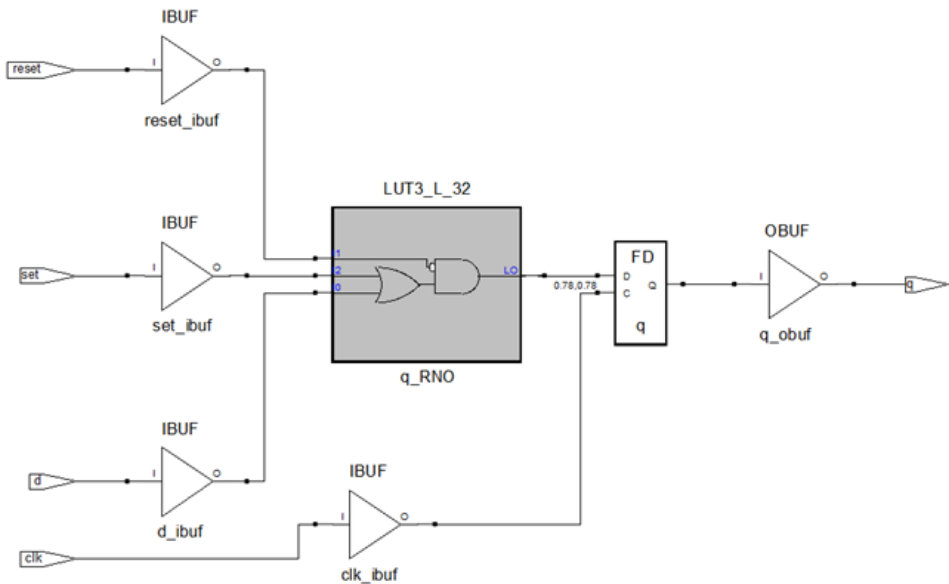 IBUF
reset
I
O
reset_ibuf
LUT3_L_32
IBUF
OBUF
set
I
O
1
2
0
LO
0.78,0.78
FD
D
C
Q
q
I
O
q
set_ibuf
q_RNO
q_obuf
IBUF
IBUF
d
I
O
d_ibuf
clk
I
O
clk_ibuf